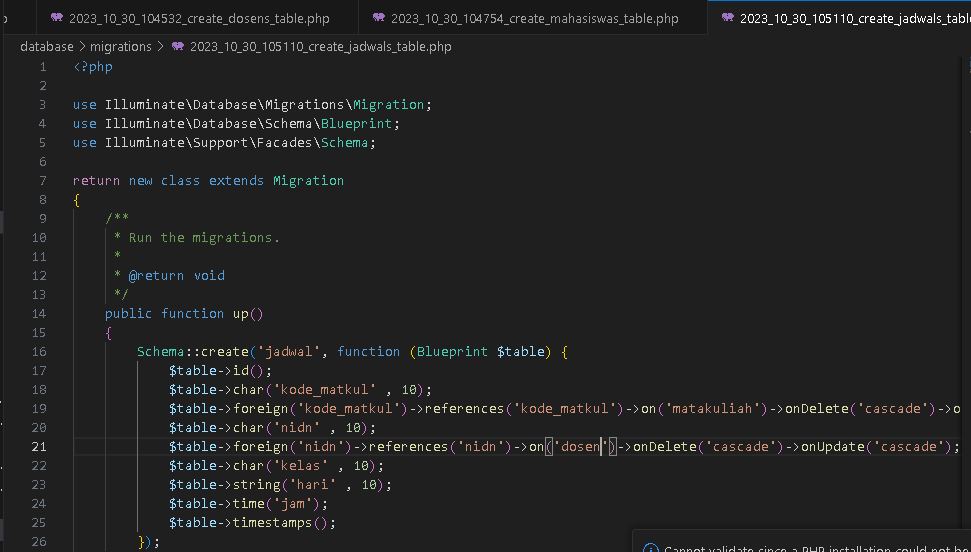 2023_10_30_104532_create_dosens_table.php
2023_10_30_104754_create_mahasiswas_table.php
2023_10_30_105110_create_jadwals_table
database > migrations > 2023_10_30_105110_create_jadwals_table.php
1 <?php
2
3 use Illuminate\Database\Migrations\Migration;
4 use Illuminate\Database\Schema\Blueprint;
5 use Illuminate\Support\Facades\Schema;
6
7 return new class extends Migration
8 {
9 /**
10 * Run the migrations.
11 *
12 * @return void
13 */
14 public function up()
15 {
16 Schema::create('jadwal', function (Blueprint $table) {
17 $table->id();
18 $table->char('kode_matkul' , 10);
19 $table->foreign('kode_matkul')->references('kode_matkul')->on('matakuliah')->onDelete('cascade')->o
20 $table->char('nidn' , 10);
21 $table->foreign('nidn')->references('nidn')->on('dosen')->onDelete('cascade')->onUpdate('cascade');
22 $table->char('kelas' , 10);
23 $table->string('hari' , 10);
24 $table->time('jam');
25 $table->timestamps();
26 });
Cannot validate since a PHP installation could not be